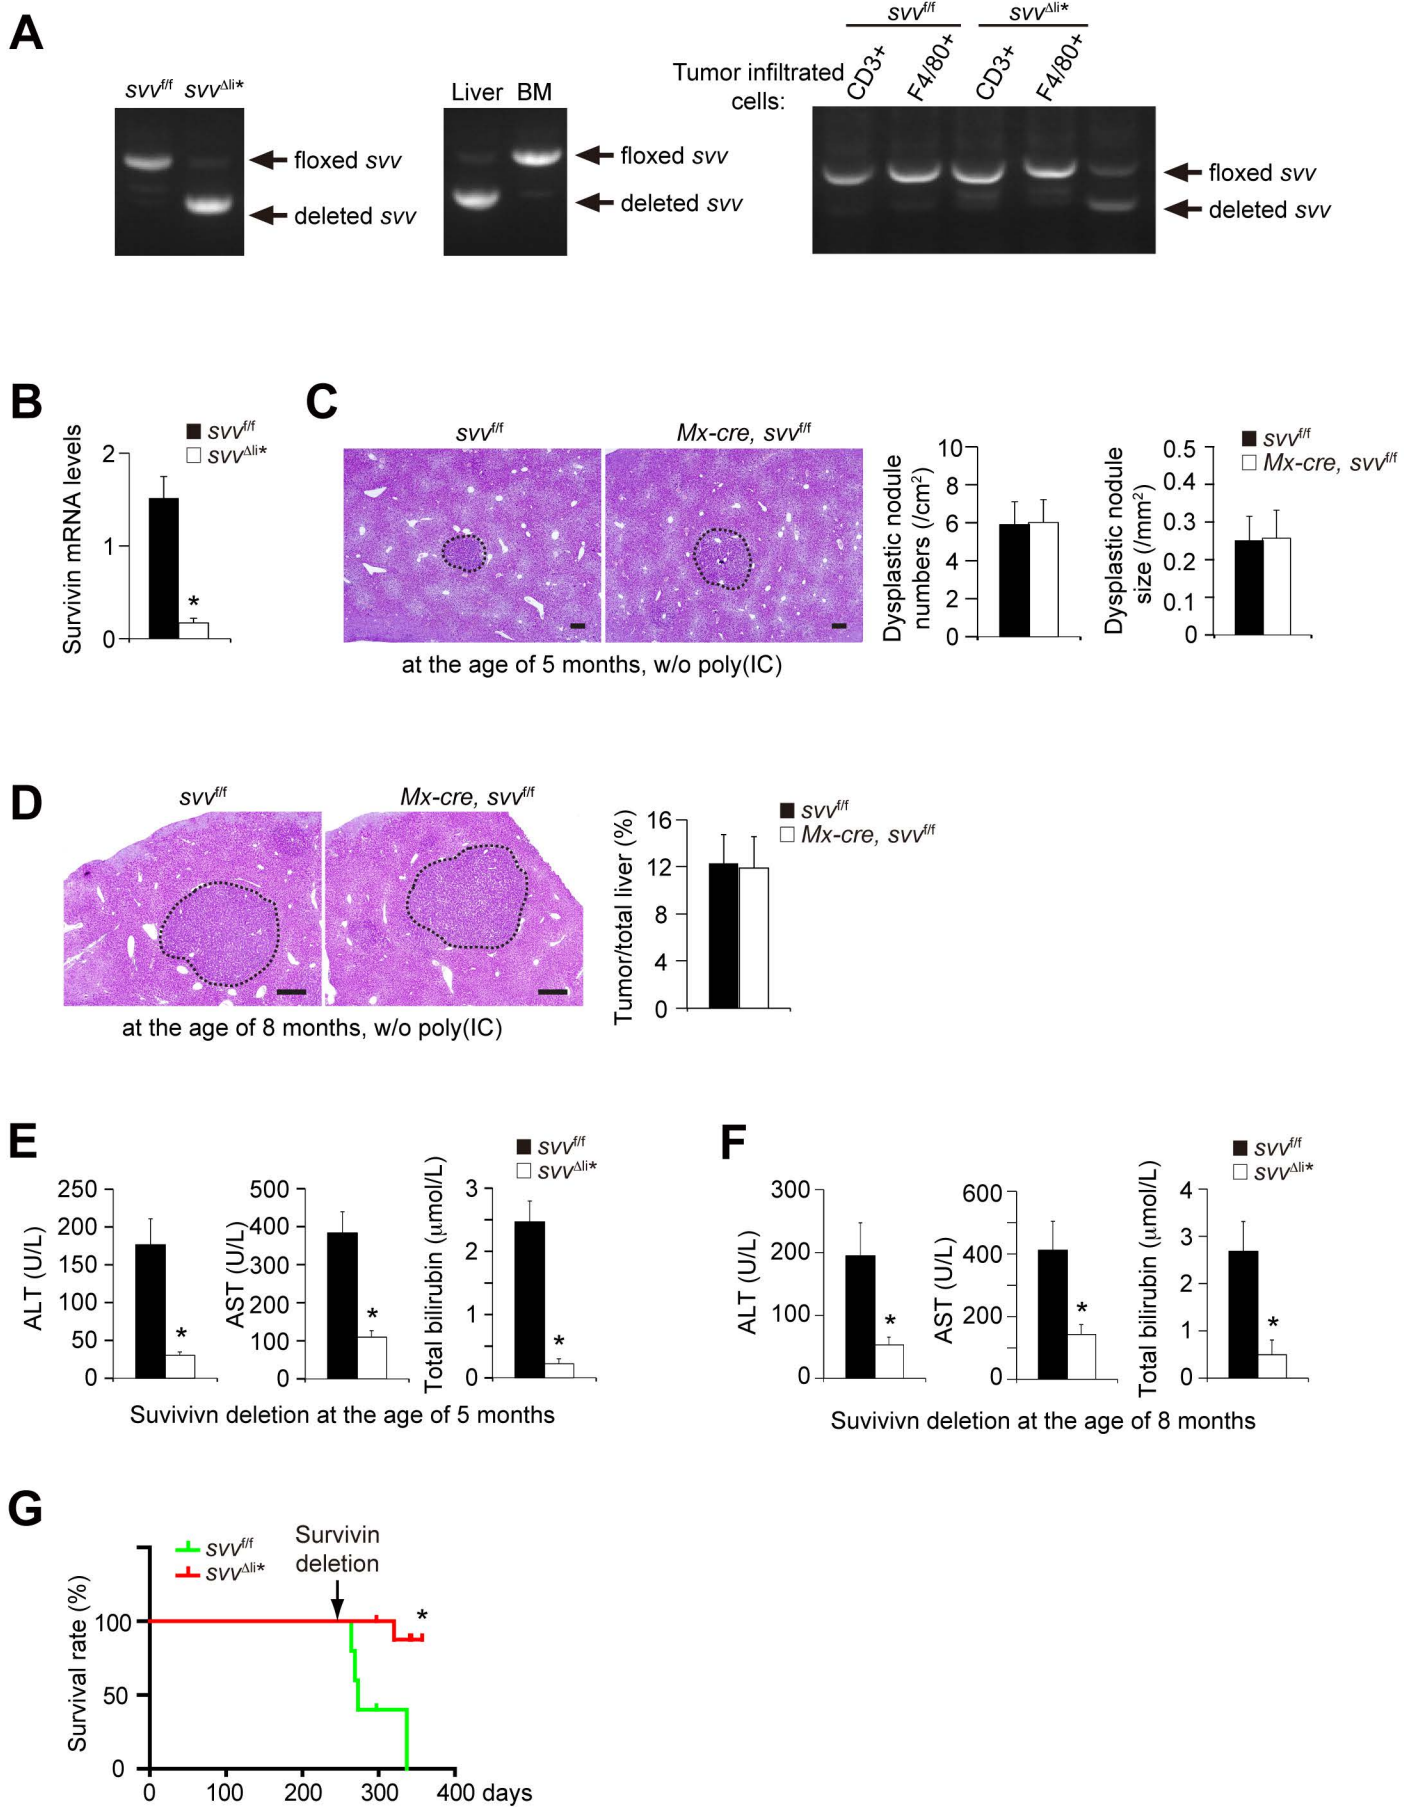 A
svvf/f svvΔli*
floxed svv
deleted svv
Liver BM
floxed svv
deleted svv
svvf/f svvΔli*
Tumor infiltrated
cells:
CD3+ F4/80+ CD3+ F4/80+
floxed svv
deleted svv
B
svvf/f
svvΔli*
Survivin mRNA levels
2
1
0
*
C
svvf/f Mx-cre, svvf/f
at the age of 5 months, w/o poly(IC)
Dysplastic nodule
numbers (/cm2)
10
8
6
4
2
0
Dysplastic nodule
size (/mm2)
0.5
0.4
0.3
0.2
0.1
0
svvf/f
Mx-cre, svvf/f
D
svvf/f Mx-cre, svvf/f
at the age of 8 months, w/o poly(IC)
Tumor/total liver (%)
16
12
8
4
0
svvf/f
Mx-cre, svvf/f
E
svvf/f
svvΔli*
ALT (U/L)
250
200
150
100
50
0
*
AST (U/L)
500
400
300
200
100
0
*
Total bilirubin (μmol/L)
3
2
1
0
*
Suvivivn deletion at the age of 5 months
F
svvf/f
svvΔli*
ALT (U/L)
300
200
100
0
*
AST (U/L)
600
400
200
0
*
Total bilirubin (μmol/L)
4
3
2
1
0
*
Suvivivn deletion at the age of 8 months
G
svvf/f
svvΔli*
Survivin
deletion
*
Survival rate (%)
100
50
0
0 100 200 300 400 days